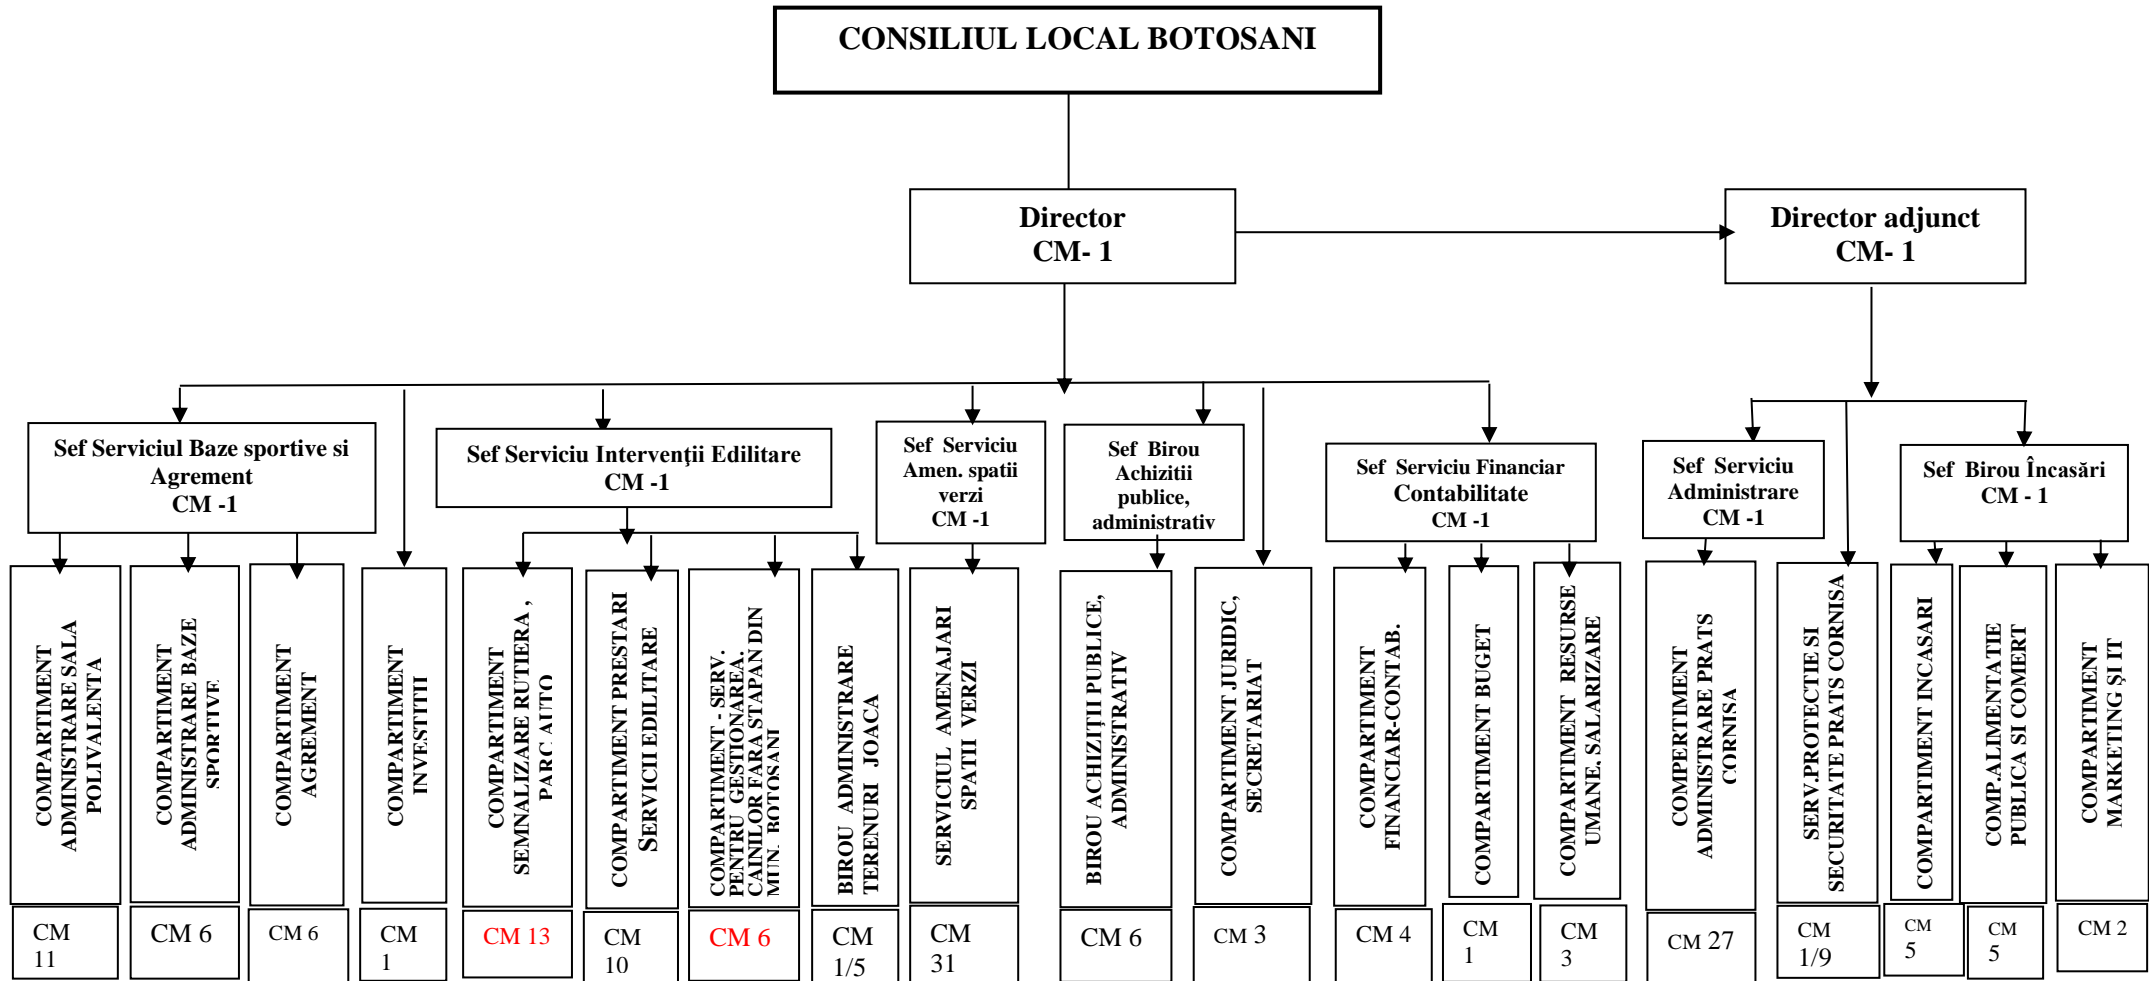 CONSILIUL LOCAL BOTOSANI
Director
CM- 1
Director adjunct
CM- 1
Sef Serviciul Baze sportive si
Agrement
CM -1
Sef Serviciu Intervenţii Edilitare
CM -1
Sef Serviciu
Amen. spatii
verzi
CM -1
Sef Birou
Achizitii
publice,
administrativ
Sef Serviciu Financiar
Contabilitate
CM -1
Sef Serviciu
Administrare
CM -1
Sef Birou Încasări
CM - 1
COMPARTIMENT
ADMINISTRARE SALA
POLIVALENTA
COMPARTIMENT
ADMINISTRARE BAZE
SPORTIVE
COMPARTIMENT
AGREMENT
COMPARTIMENT
INVESTITII
COMPARTIMENT
SEMNALIZARE RUTIERA ,
PARC AUTO
COMPARTIMENT PRESTARI
SERVICII EDILITARE
COMPARTIMENT - SERV.
PENTRU GESTIONAREA.
CAINILOR FARA STAPAN DIN
MUN. BOTOSANI
BIROU ADMINISTRARE
TERENURI JOACA
SERVICIUL AMENAJARI
SPATII VERZI
BIROU ACHIZIŢII PUBLICE,
ADMINISTRATIV
COMPARTIMENT JURIDIC,
SECRETARIAT
COMPARTIMENT
FINANCIAR-CONTAB.
COMPARTIMENT BUGET
COMPARTIMENT RESURSE
UMANE, SALARIZARE
COMPERTIMENT
ADMINISTRARE PRATS
CORNISA
SERV.PROTECTIE SI
SECURITATE PRATS CORNISA
COMPARTIMENT INCASARI
COMP.ALIMENTATIE
PUBLICA SI COMERT
COMPARTIMENT
MARKETING ŞI IT
CM
11
CM 6
CM 6
CM
1
CM 13
CM
10
CM 6
CM
1/5
CM
31
CM 6
CM 3
CM 4
CM
1
CM
3
CM 27
CM
1/9
CM
5
CM
5
CM 2